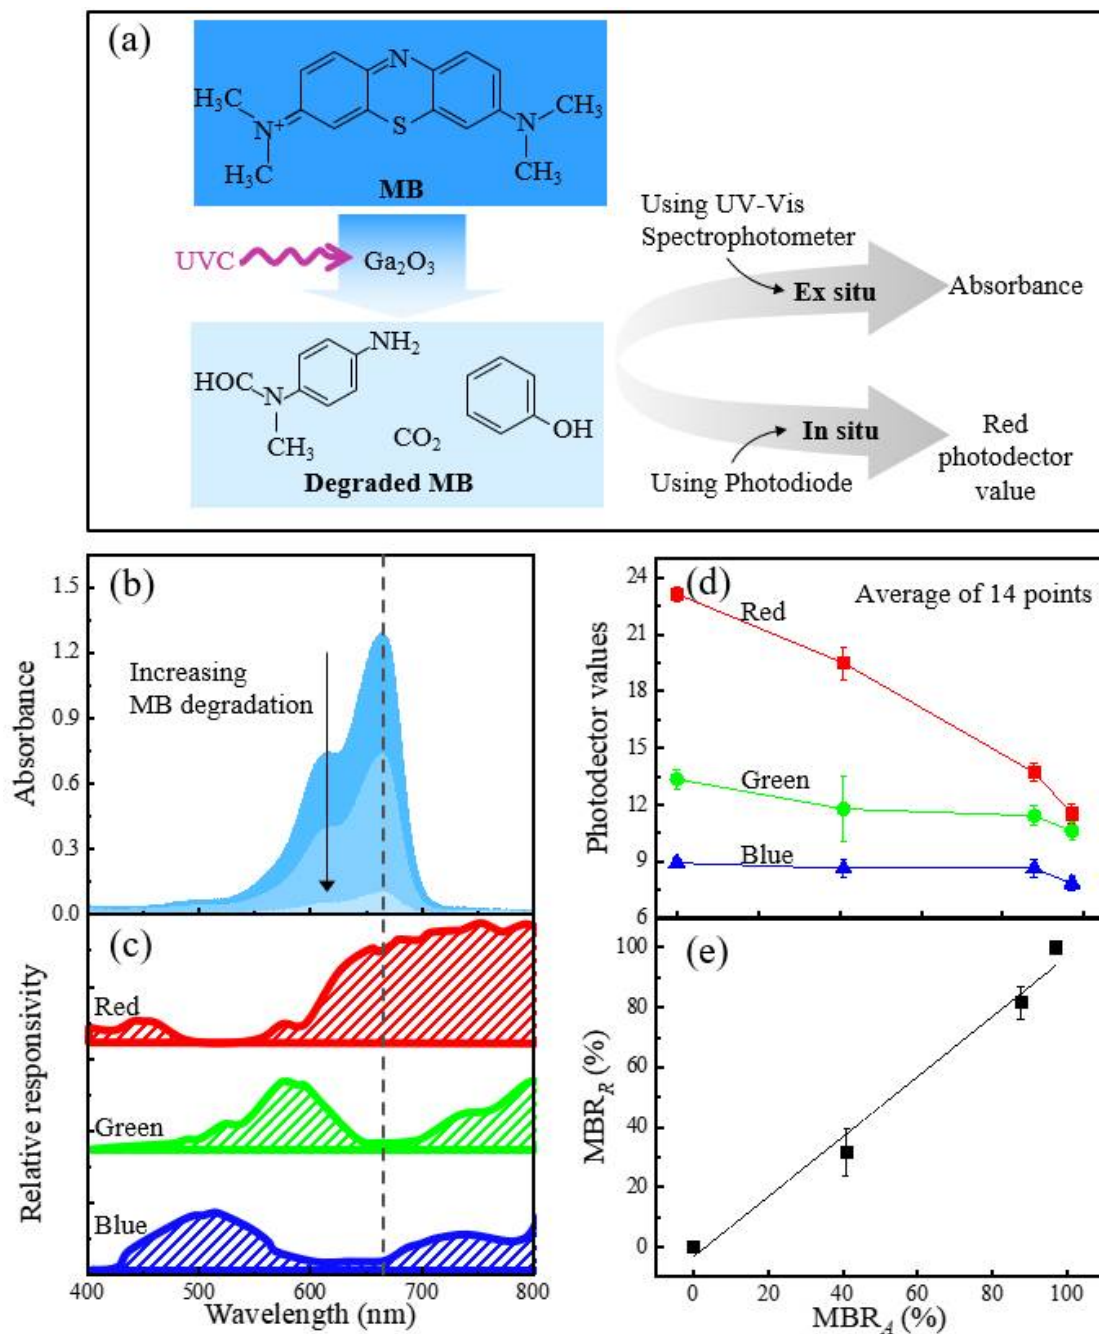 (a)
N
H₃C
N⁺
H₃C
S
N
CH₃
CH₃
MB
UVC
Ga₂O₃
HOC
N
CH₃
NH₂
CO₂
OH
Degraded MB
Using UV-Vis
Spectrophotometer
Ex situ
Absorbance
In situ
Using Photodiode
Red
photodector
value
(b)
1.5
1.2
0.9
0.6
0.3
0.0
Absorbance
Increasing
MB degradation
(c)
Red
Green
Blue
Relative responsivity
400
500
600
700
800
Wavelength (nm)
(d)
Average of 14 points
24
21
18
15
12
9
6
Photodector values
Red
Green
Blue
(e)
100
80
60
40
20
0
MBR_R (%)
0
20
40
60
80
100
MBR_A (%)